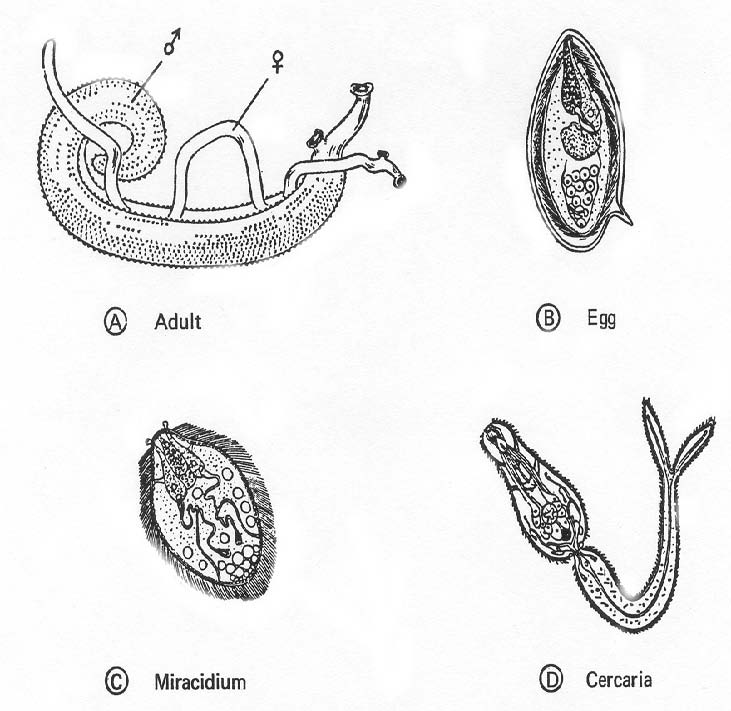 ♂
♀
Ⓐ Adult
Ⓑ Egg
Ⓒ Miracidium
Ⓓ Cercaria